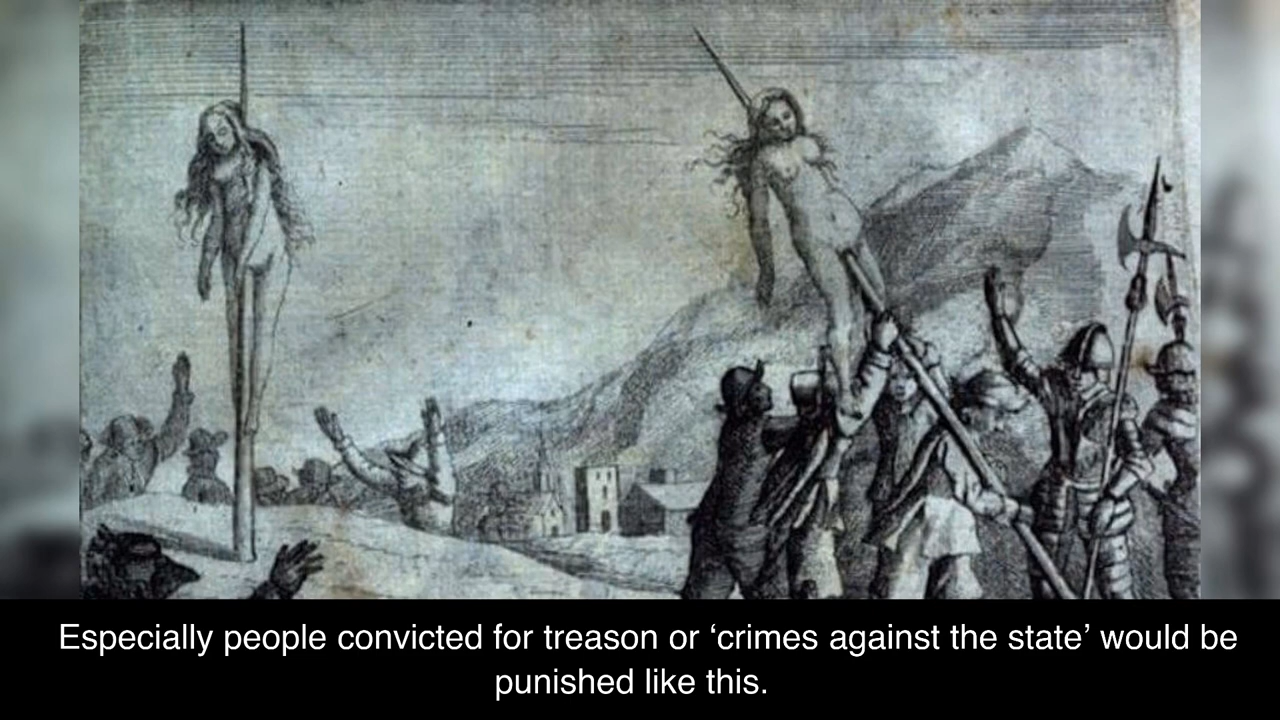 Especially people convicted for treason or ‘crimes against the state’ would be
punished like this.